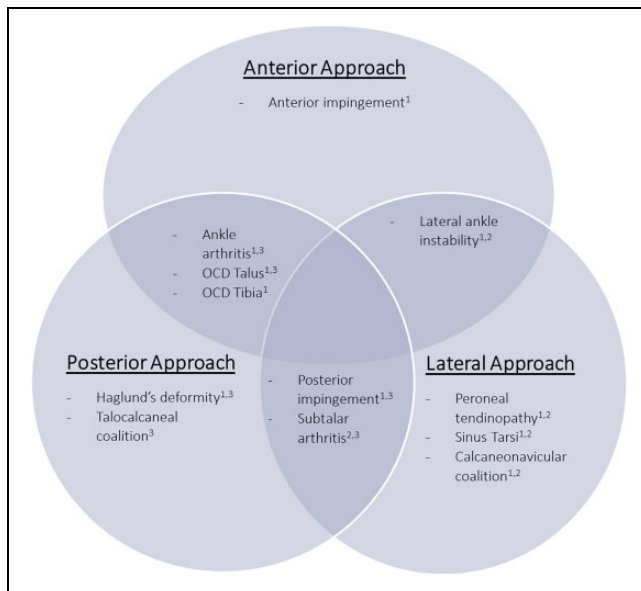 Anterior Approach
- Anterior impingement¹
- Ankle
arthritis¹,³
- OCD Talus¹,³
- OCD Tibia¹
- Lateral ankle
instability¹,²
Posterior Approach
- Haglund's deformity¹,³
- Talocalcaneal
coalition³
- Posterior
impingement¹,³
- Subtalar
arthritis²,³
Lateral Approach
- Peroneal
tendinopathy¹,²
- Sinus Tarsi¹,²
- Calcaneonavicular
coalition¹,²